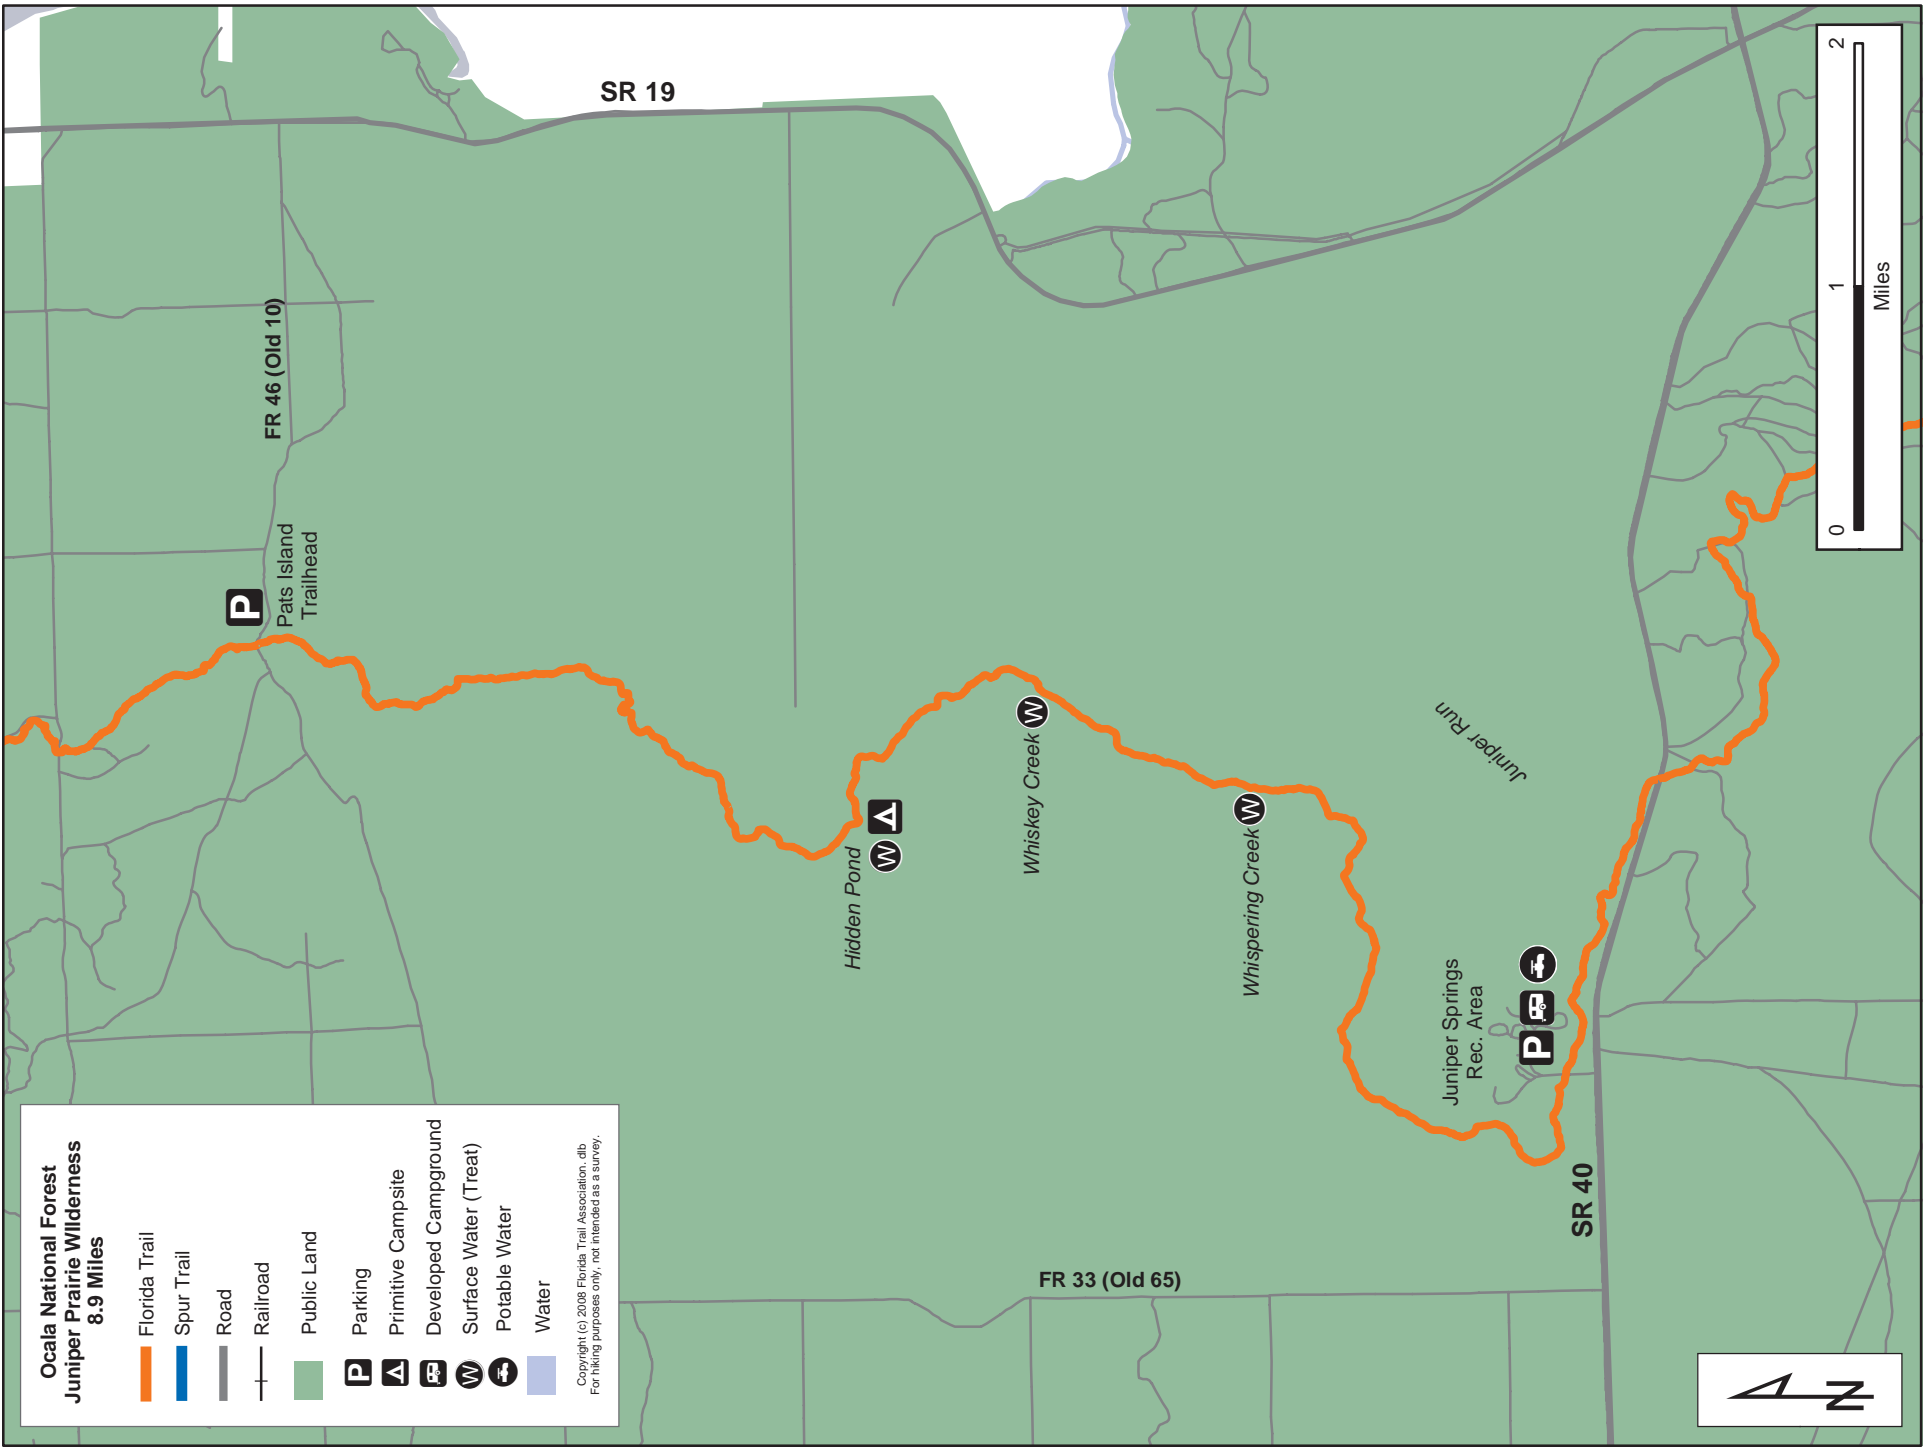 Ocala National Forest
Juniper Prairie WIlderness
8.9 Miles
Florida Trail
Spur Trail
Road
Railroad
Public Land
P Parking
Primitive Campsite
Developed Campground
W Surface Water (Treat)
Potable Water
Water
Copyright (c) 2008 Florida Trail Association. dlb
For hiking purposes only, not intended as a survey.
SR 19
FR 46 (Old 10)
P
Pats Island
Trailhead
Hidden Pond
W
Whiskey Creek
W
Whispering Creek
W
Juniper Run
Juniper Springs
Rec. Area
P
SR 40
FR 33 (Old 65)
0 1 2
Miles
N